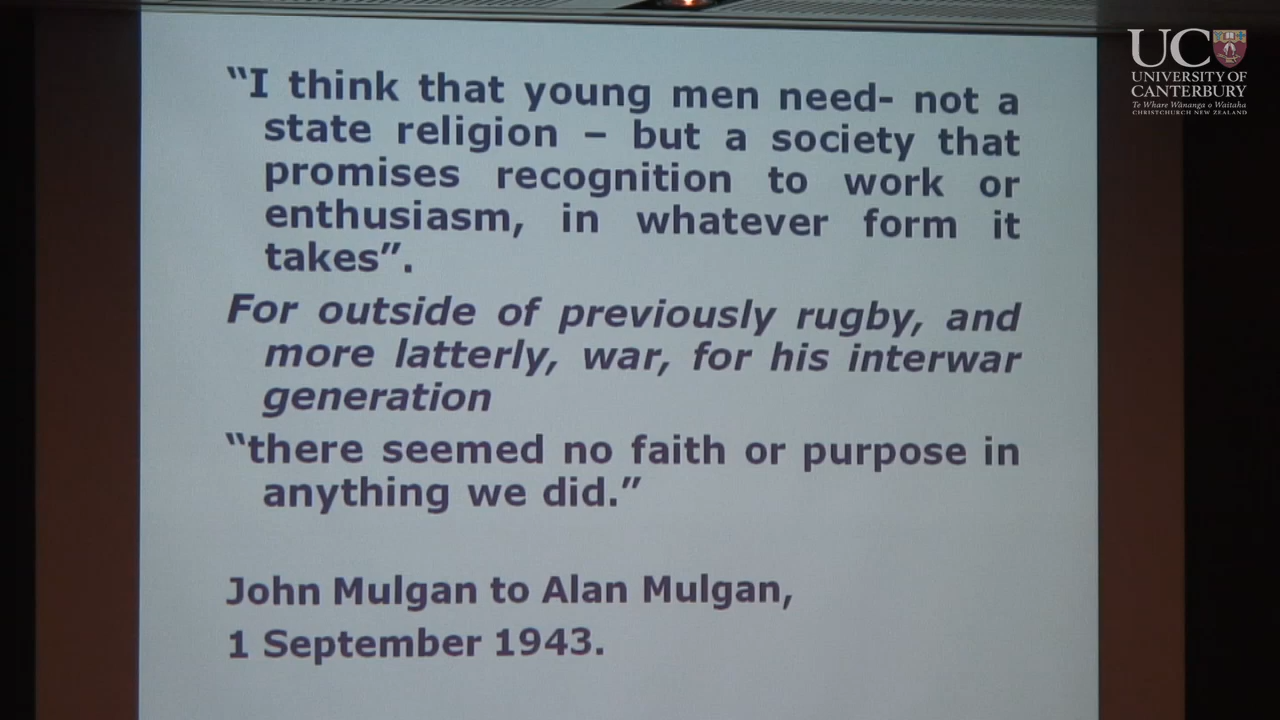 “I think that young men need- not a
state religion – but a society that
promises recognition to work or
enthusiasm, in whatever form it
takes”.
For outside of previously rugby, and
more latterly, war, for his interwar
generation
“there seemed no faith or purpose in
anything we did.”
John Mulgan to Alan Mulgan,
1 September 1943.
UC
UNIVERSITY OF
CANTERBURY
Te Whare Wānanga o Waitaha
CHRISTCHURCH NEW ZEALAND